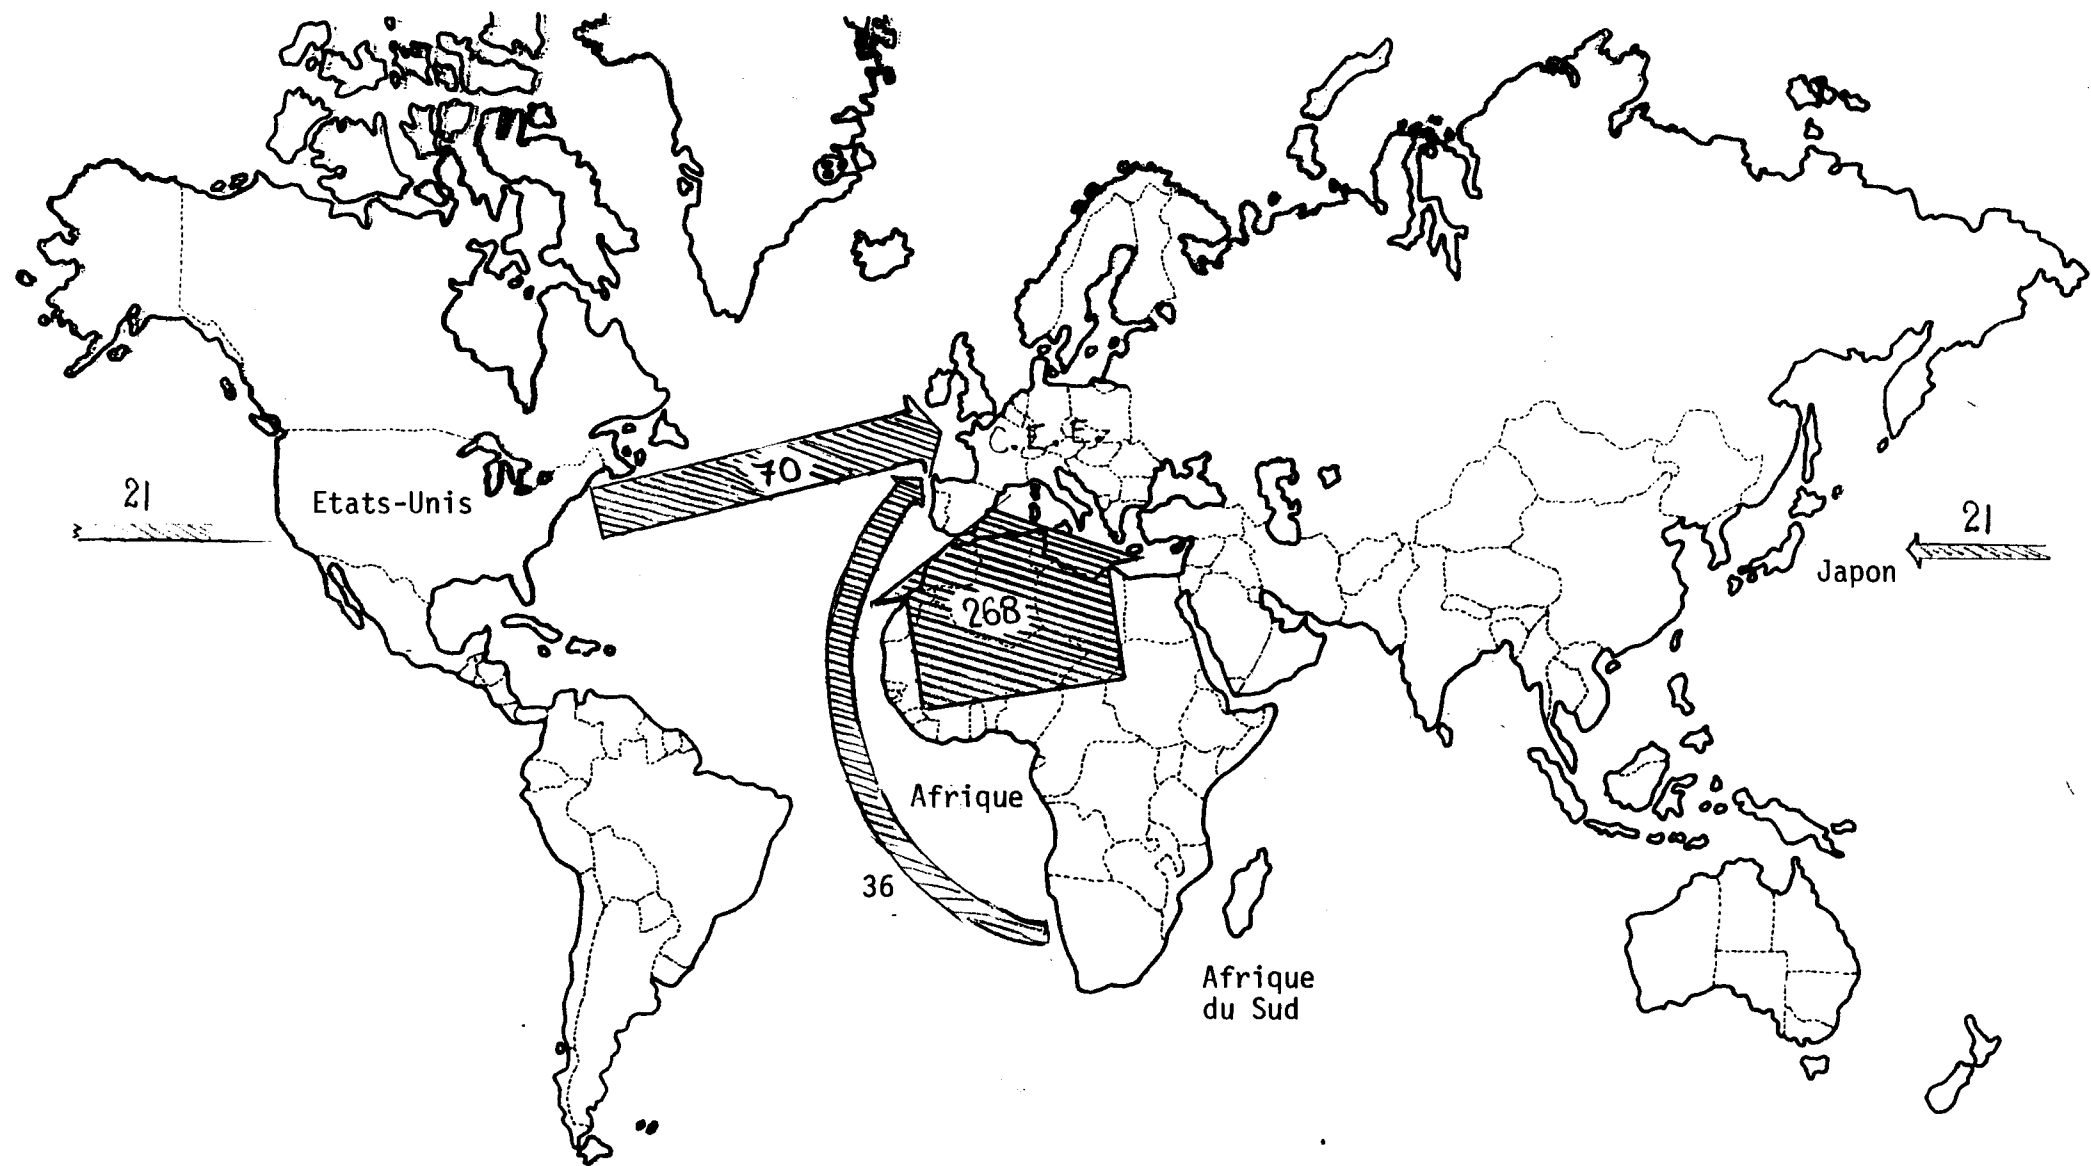 C.E.E.
70
21
Etats-Unis
21
Japon
268
Afrique
36
Afrique
du Sud